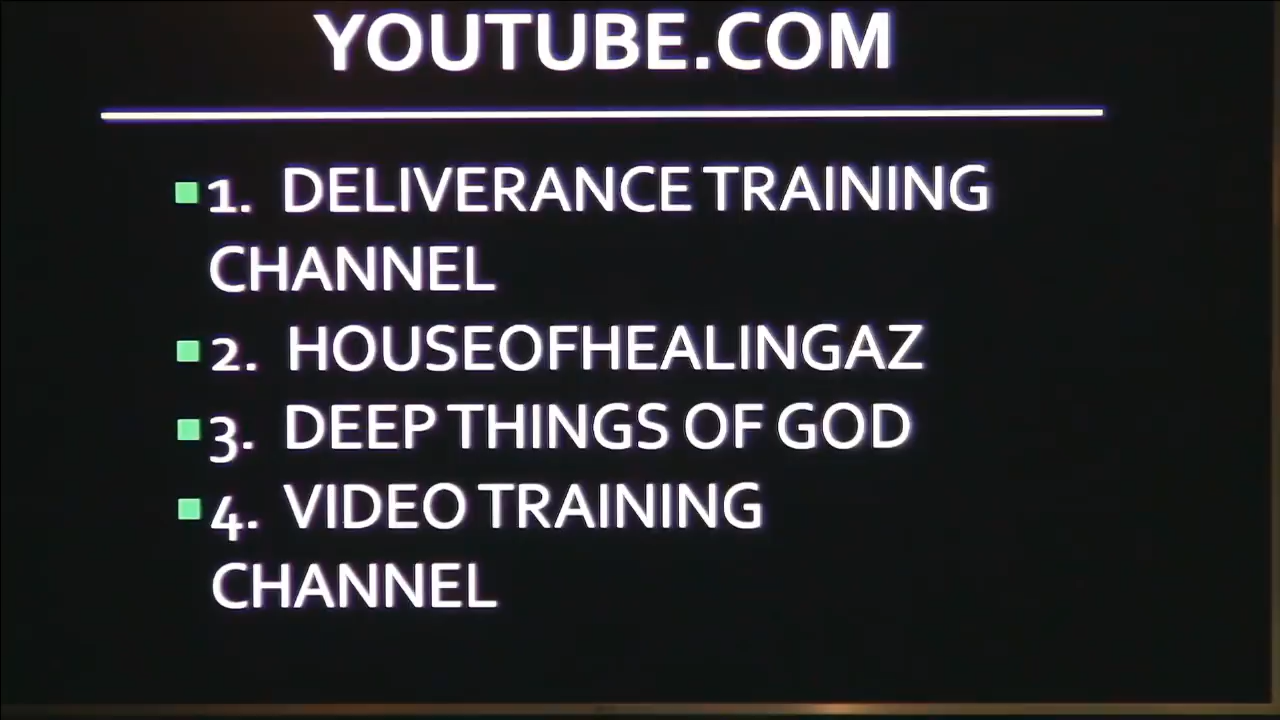 YOUTUBE.COM
1. DELIVERANCE TRAINING
CHANNEL
2. HOUSEOFHEALINGAZ
3. DEEP THINGS OF GOD
4. VIDEO TRAINING
CHANNEL